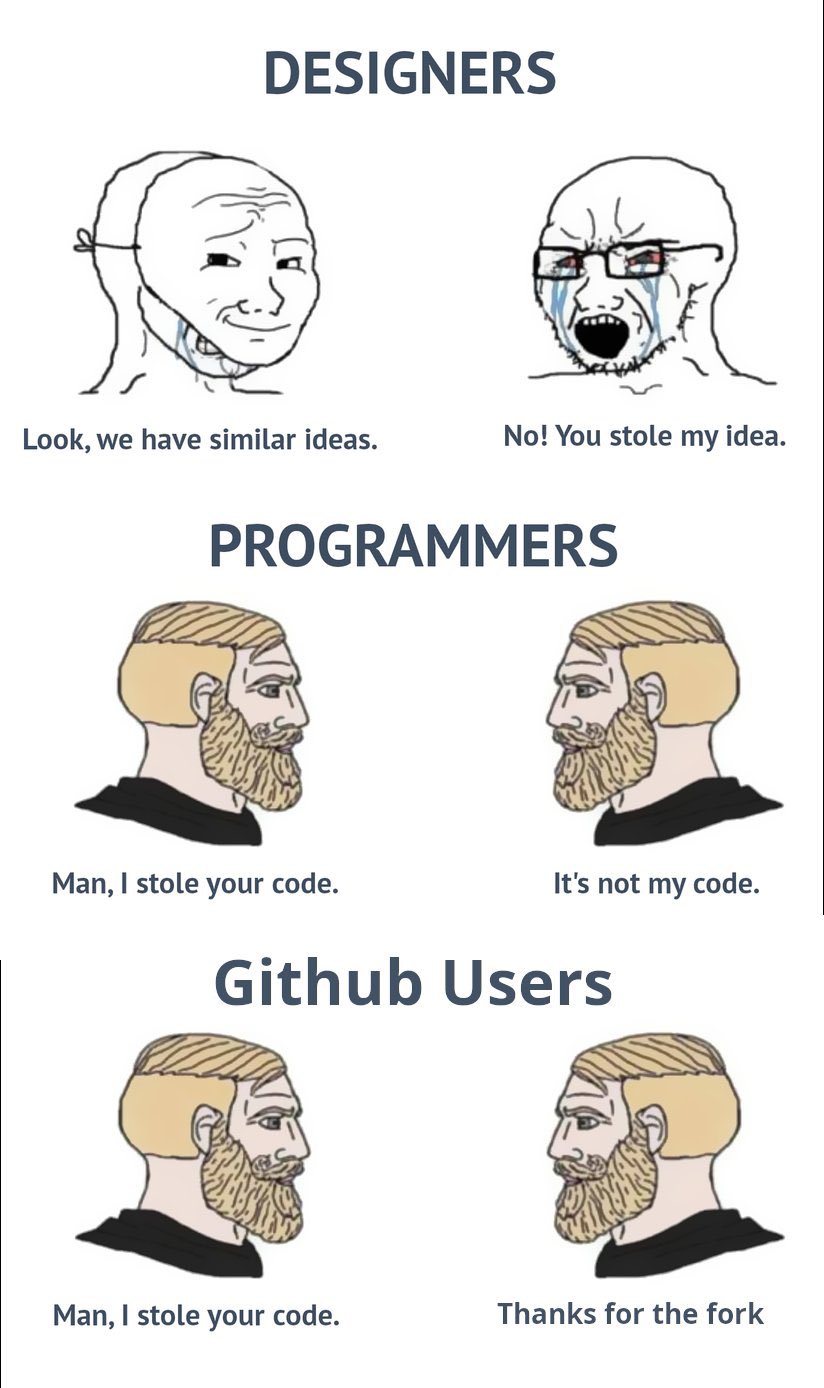 DESIGNERS
Look, we have similar ideas.
No! You stole my idea.
PROGRAMMERS
Man, I stole your code.
It's not my code.
Github Users
Man, I stole your code.
Thanks for the fork